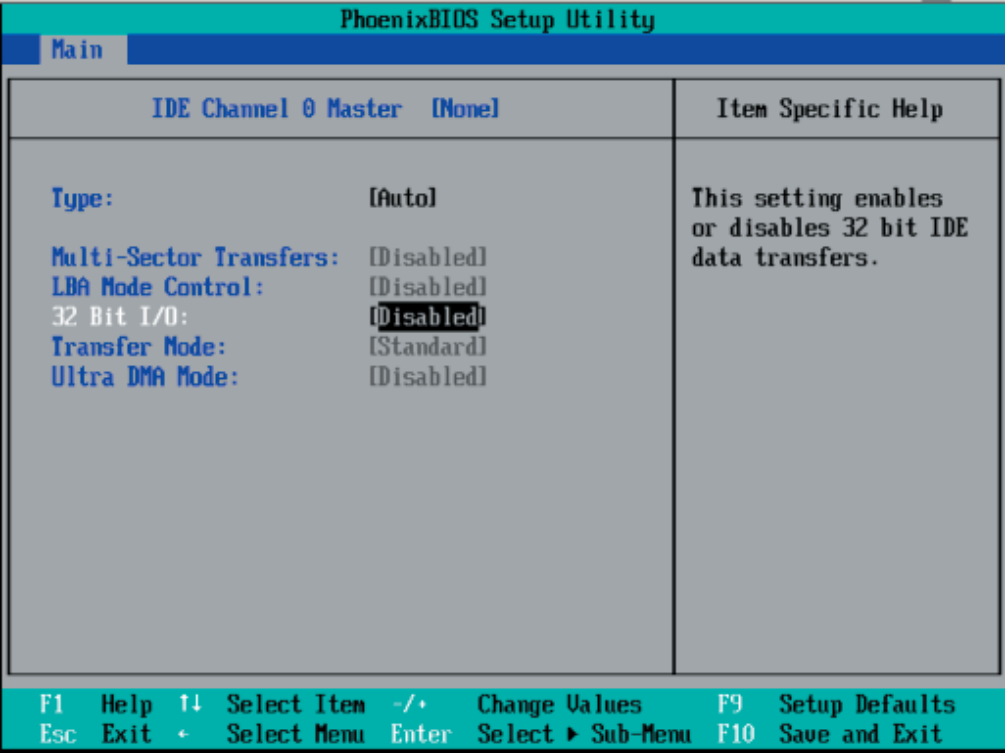 PhoenixBIOS Setup Utility
Main
IDE Channel 0 Master [None]
Item Specific Help
Type: [Auto]
Multi-Sector Transfers: [Disabled]
LBA Mode Control: [Disabled]
32 Bit I/O: [Disabled]
Transfer Mode: [Standard]
Ultra DMA Mode: [Disabled]
This setting enables
or disables 32 bit IDE
data transfers.
F1 Help ↑↓ Select Item -/+ Change Values F9 Setup Defaults
Esc Exit ← Select Menu Enter Select ▶ Sub-Menu F10 Save and Exit